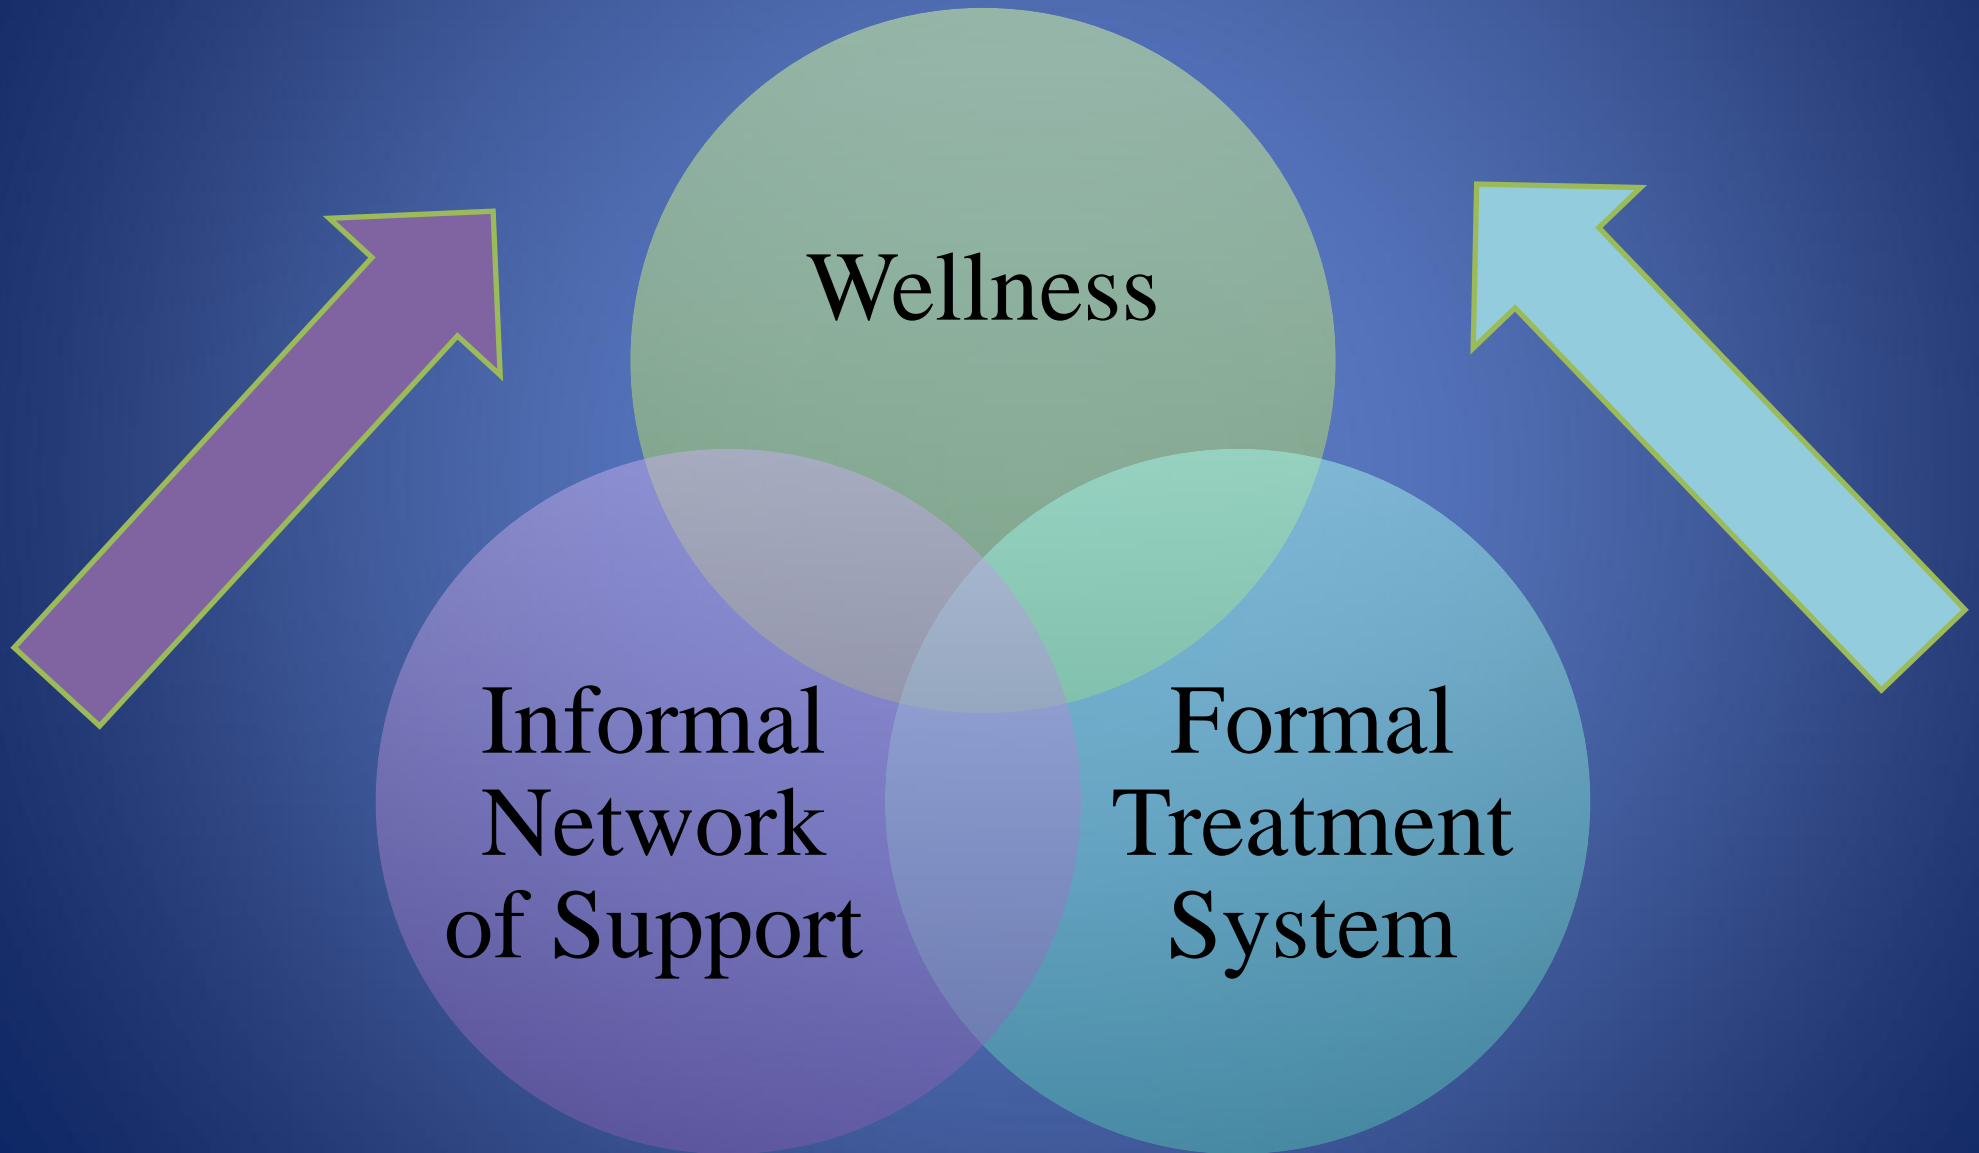 Wellness
Informal
Network
of Support
Formal
Treatment
System